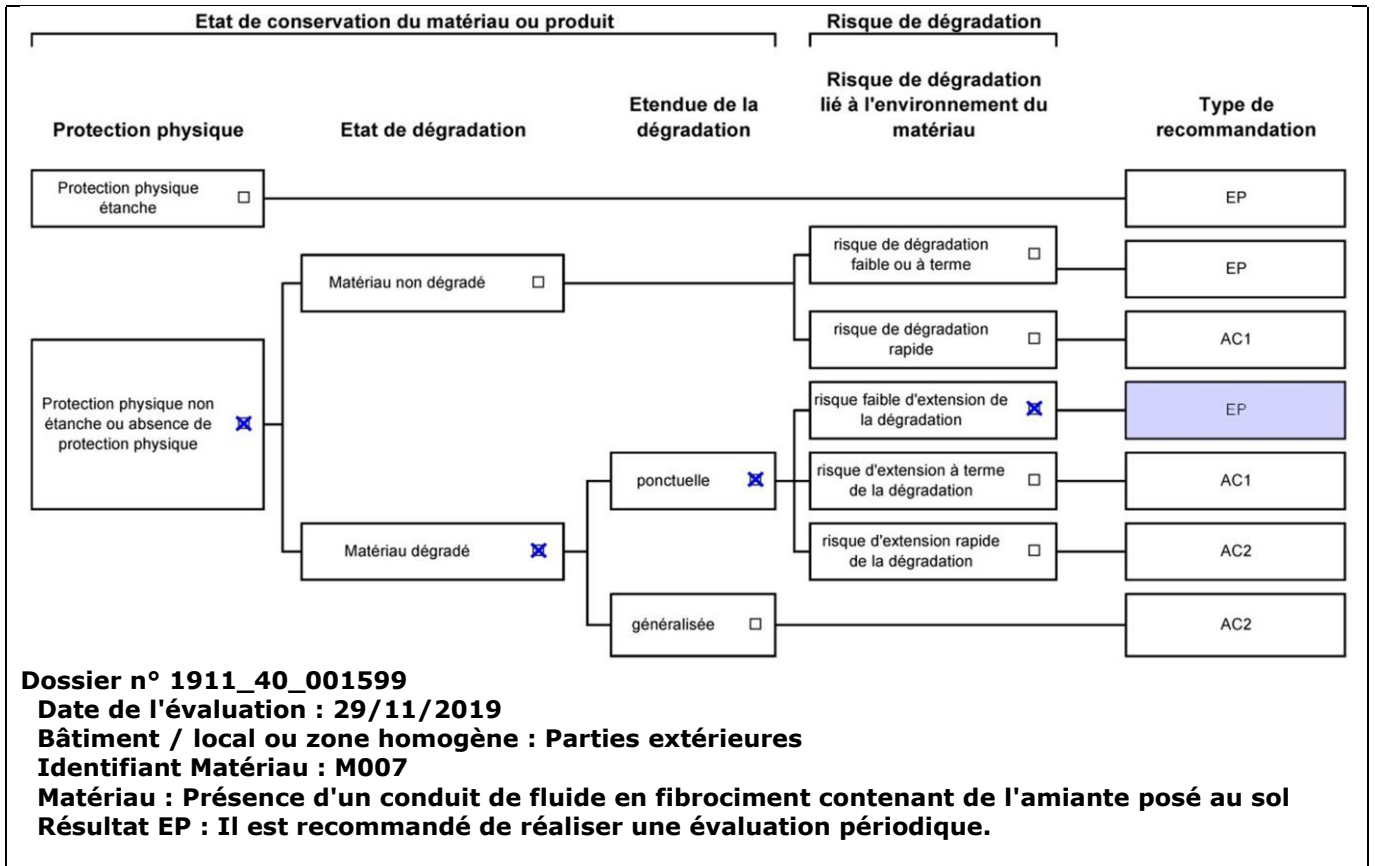 Etat de conservation du matériau ou produit
Risque de dégradation
Protection physique
Etat de dégradation
Etendue de la
dégradation
Risque de dégradation
lié à l'environnement du
matériau
Type de
recommandation
Protection physique
étanche
EP
risque de dégradation
faible ou à terme
EP
Matériau non dégradé
risque de dégradation
rapide
AC1
Protection physique non
étanche ou absence de
protection physique
risque faible d'extension de
la dégradation
EP
ponctuelle
risque d'extension à terme
de la dégradation
AC1
Matériau dégradé
risque d'extension rapide
de la dégradation
AC2
généralisée
AC2
Dossier n° 1911_40_001599
Date de l'évaluation : 29/11/2019
Bâtiment / local ou zone homogène : Parties extérieures
Identifiant Matériau : M007
Matériau : Présence d'un conduit de fluide en fibrociment contenant de l'amiante posé au sol
Résultat EP : Il est recommandé de réaliser une évaluation périodique.